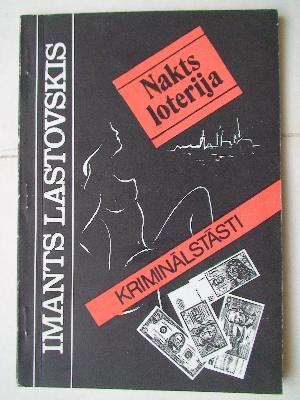 IMANTS LASTOVSKIS
Nakts
loterija
KRIMINĀLSTĀSTI